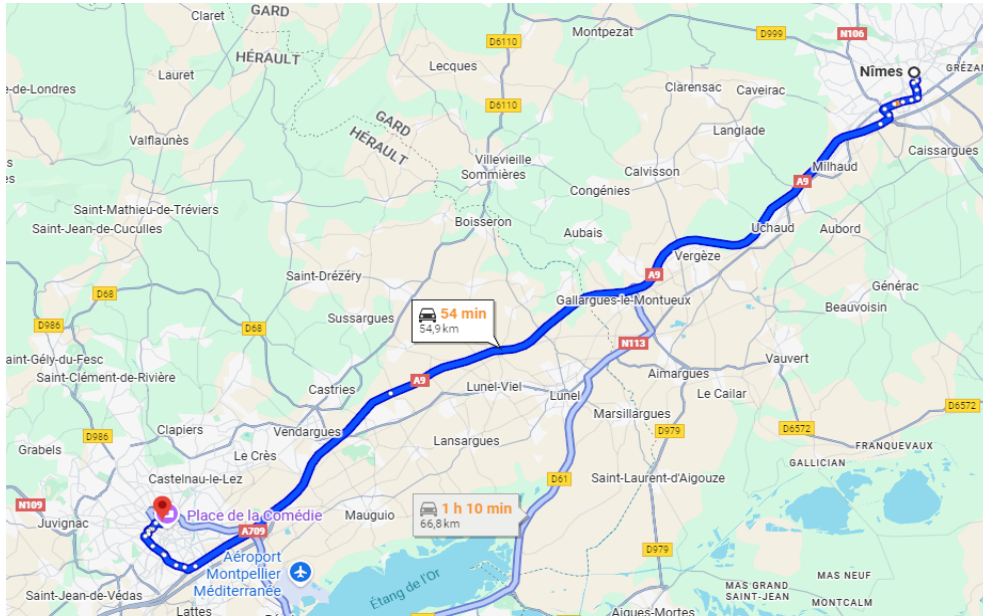 Claret
GARD
HÉRAULT
D6110
Montpezat
D999
N106
Lecques
Nîmes
GRÉZAN
Lauret
e-de-Londres
D6110
Clarensac
Caveirac
GARD
HÉRAULT
Valflaunès
Langlade
Caissargues
Villevieille
Sommières
Calvisson
Milhaud
es
Congénies
A9
Saint-Mathieu-de-Tréviers
Saint-Jean-de-Cuculles
Boisseron
Aubais
Uchaud
Aubord
Vergèze
Saint-Drézéry
A9
Générac
D68
Gallargues-le-Montueux
Beauvoisin
54 min
54,9 km
D986
Sussargues
D68
N113
aint-Gély-du-Fesc
Saint-Clément-de-Rivière
Vauvert
Aimargues
A9
Castries
Lunel-Viel
Lunel
Le Cailar
Marsillargues
D6572
D986
Clapiers
Vendargues
D979
D6572
Grabels
Lansargues
FRANQUEVAUX
Le Crès
GALLICIAN
Castelnau-le-Lez
D61
Saint-Laurent-d'Aigouze
N109
Juvignac
Place de la Comédie
Mauguio
1 h 10 min
66,8 km
A709
D979
Aéroport
Montpellier
Méditerranée
Étang de l'Or
MAS GRAND
SAINT-JEAN
MAS NEUF
MONTCALM
Saint-Jean-de-Védas
Lattes
Aigues-Mortes